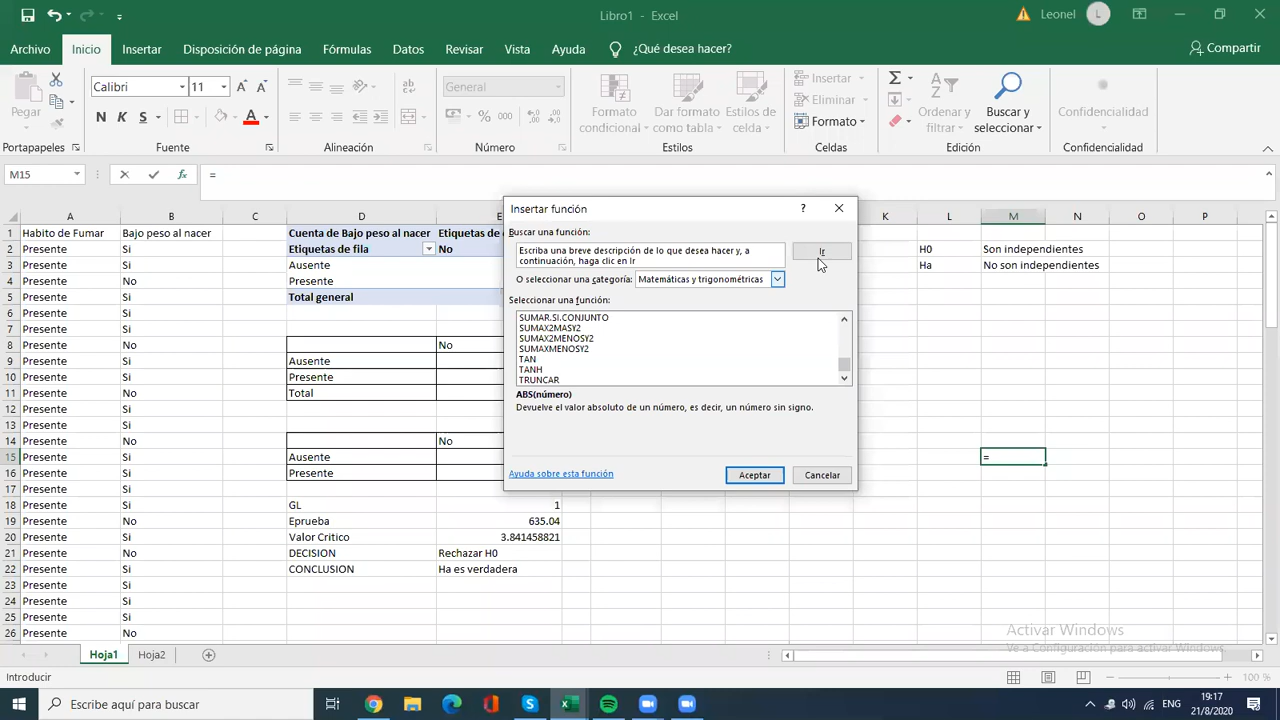 Libro1 - Excel
Leonel
L
Archivo Inicio Insertar Disposición de página Fórmulas Datos Revisar Vista Ayuda ¿Qué desea hacer? Compartir
Pegar
Calibri 11
N K S
General
% 000
Formato condicional
Dar formato como tabla
Estilos de celda
Insertar
Eliminar
Formato
Ordenar y filtrar
Buscar y seleccionar
Confidencialidad
Portapapeles Fuente Alineación Número Estilos Celdas Edición Confidencialidad
M15 fx =
A B C D E K L M N O P R
1 Habito de Fumar Bajo peso al nacer Cuenta de Bajo peso al nacer Etiquetas de
2 Presente Si Etiquetas de fila No H0 Son independientes
3 Presente Si Ausente Ha No son independientes
4 Presente No Presente
5 Presente Si Total general
6 Presente Si
7 Presente Si
8 Presente No No
9 Presente Si Ausente
10 Presente No Presente
11 Presente No Total
12 Presente Si
13 Presente Si
14 Presente No No
15 Presente Si Ausente =
16 Presente Si Presente
17 Presente Si
18 Presente Si GL 1
19 Presente No Eprueba 635.04
20 Presente Si Valor Critico 3.841458821
21 Presente No DECISION Rechazar H0
22 Presente Si CONCLUSION Ha es verdadera
23 Presente Si
24 Presente Si
25 Presente Si
26 Presente No
Insertar función ?
Buscar una función:
Escriba una breve descripción de lo que desea hacer y, a
continuación, haga clic en Ir
Ir
O seleccionar una categoría: Matemáticas y trigonométricas
Seleccionar una función:
SUMAR.SI.CONJUNTO
SUMAX2MASY2
SUMAX2MENOSY2
SUMAXMENOSY2
TAN
TANH
TRUNCAR
ABS(número)
Devuelve el valor absoluto de un número, es decir, un número sin signo.
Ayuda sobre esta función
Aceptar Cancelar
Activar Windows
Ve a Configuración para activar Windows.
Hoja1 Hoja2
Introducir 100 %
Escribe aquí para buscar
ENG
19:17
21/8/2020